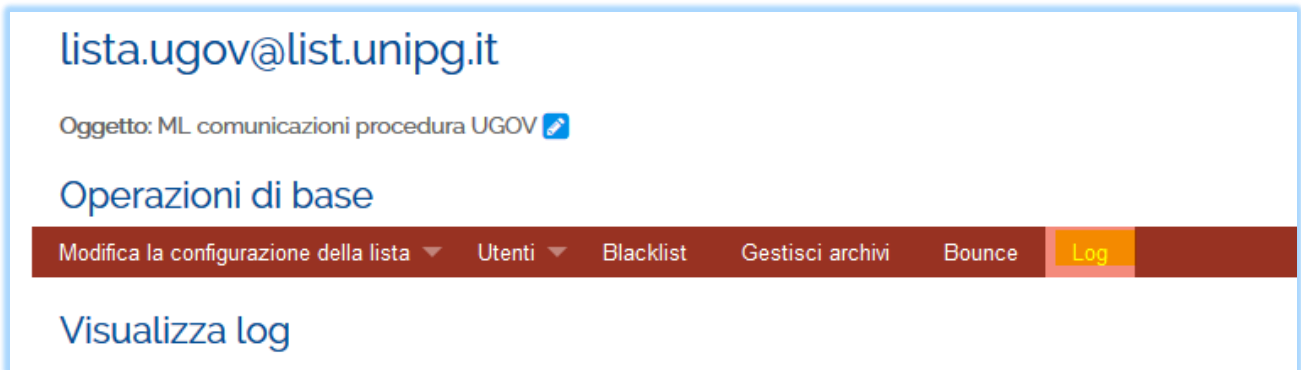 lista.ugov@list.unipg.it
Oggetto: ML comunicazioni procedura UGOV
Operazioni di base
Modifica la configurazione della lista Utenti Blacklist Gestisci archivi Bounce Log
Visualizza log